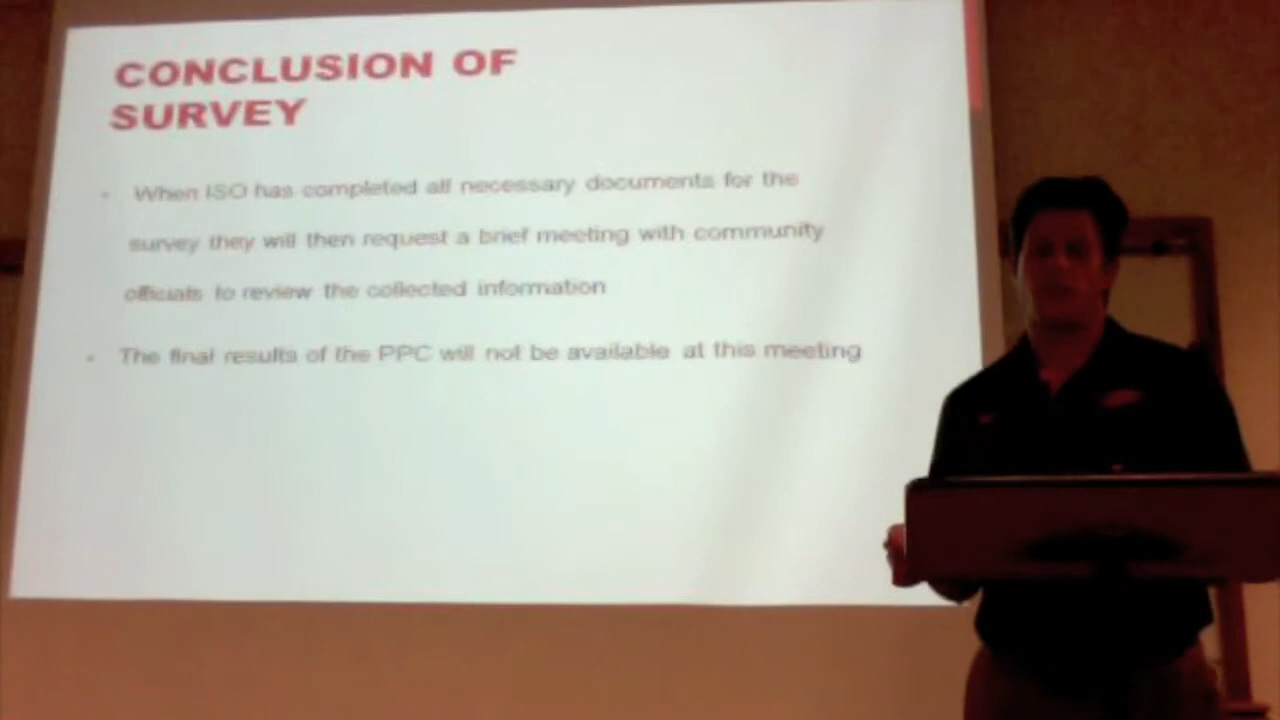 CONCLUSION OF
SURVEY
- When ISO has completed all necessary documents for the
survey they will then request a brief meeting with community
officials to review the collected information
- The final results of the PPC will not be available at this meeting